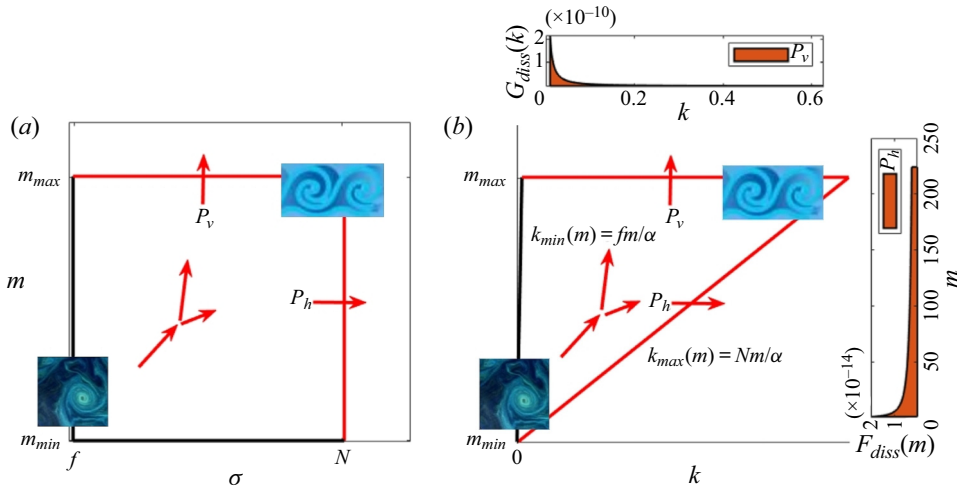 (×10⁻¹⁰)
G_diss(k)
2
1
0
0.2
0.4
0.6
k
P_v
(a)
m_max
m
m_min
f
σ
N
P_v
P_h
(b)
m_max
m_min
0
k
P_v
k_min(m) = fm/α
P_h
k_max(m) = Nm/α
P_h
250
200
150
100
50
0
m
(×10⁻¹⁴)
2
1
F_diss(m)